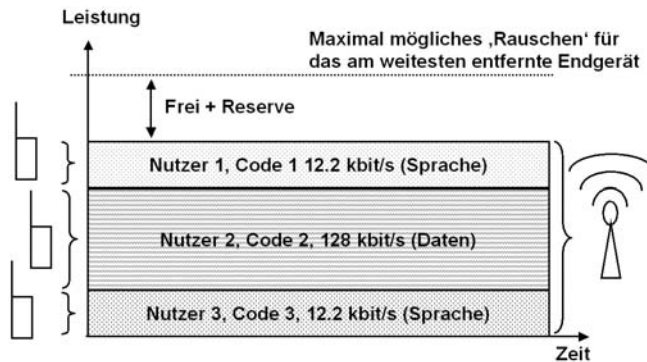 Leistung
Maximal mögliches ‚Rauschen' für
das am weitesten entfernte Endgerät
Frei + Reserve
Nutzer 1, Code 1 12.2 kbit/s (Sprache)
Nutzer 2, Code 2, 128 kbit/s (Daten)
Nutzer 3, Code 3, 12.2 kbit/s (Sprache)
Zeit